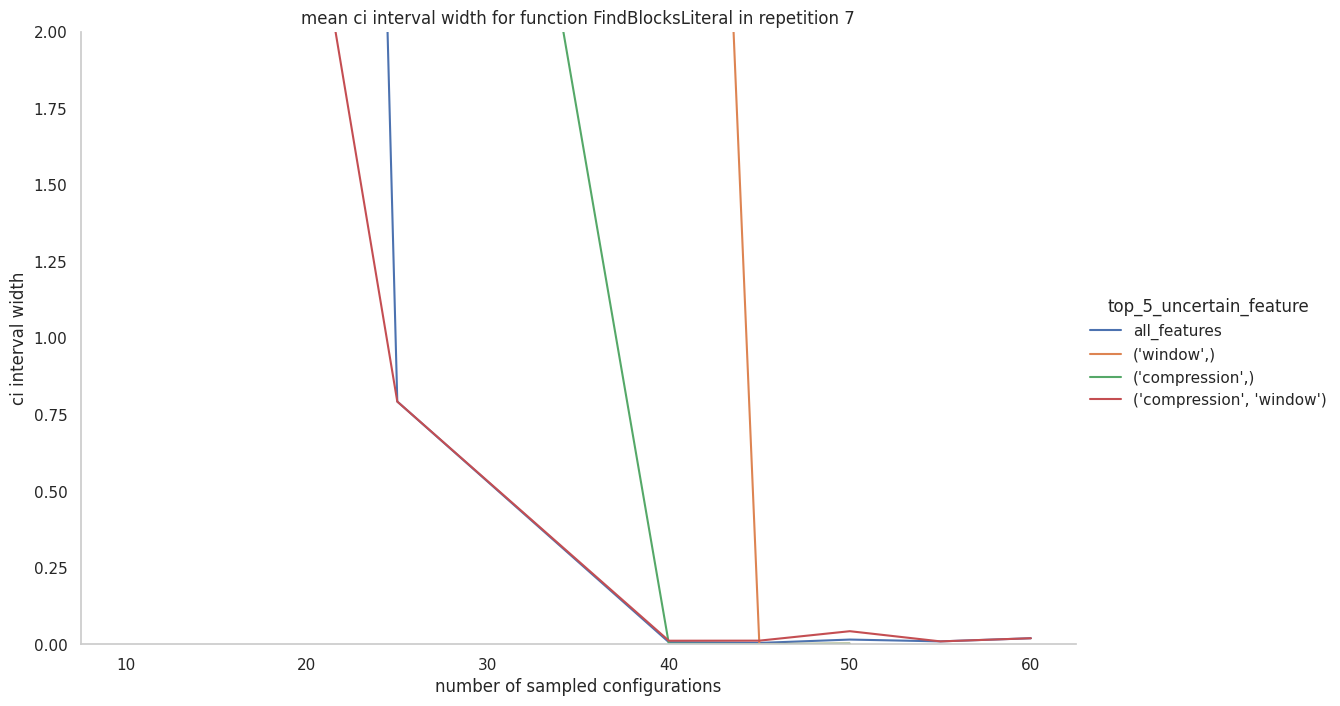 mean ci interval width for function FindBlocksLiteral in repetition 7
2.00
1.75
1.50
1.25
1.00
0.75
0.50
0.25
0.00
ci interval width
10 20 30 40 50 60
number of sampled configurations
top_5_uncertain_feature
all_features
('window',)
('compression',)
('compression', 'window')